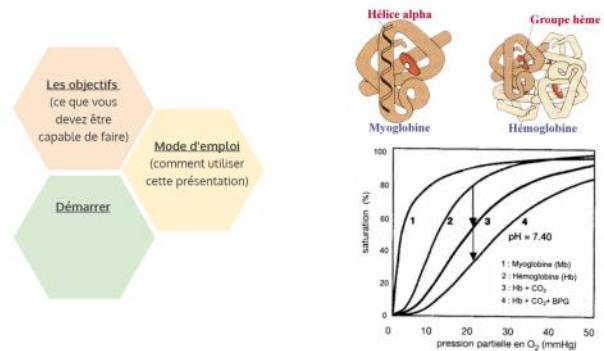 Les objectifs
(ce que vous
devez être
capable de faire)
Mode d'emploi
(comment utiliser
cette présentation)
Démarrer
Hélice alpha
Groupe hème
Myoglobine
Hémoglobine
saturation (%)
100
80
60
40
20
0
1
2
3
4
pH = 7.40
1 : Myoglobine (Mb)
2 : Hémoglobine (Hb)
3 : Hb + CO₂
4 : Hb + CO₂+ BPG
0 10 20 30 40 50
pression partielle en O₂ (mmHg)